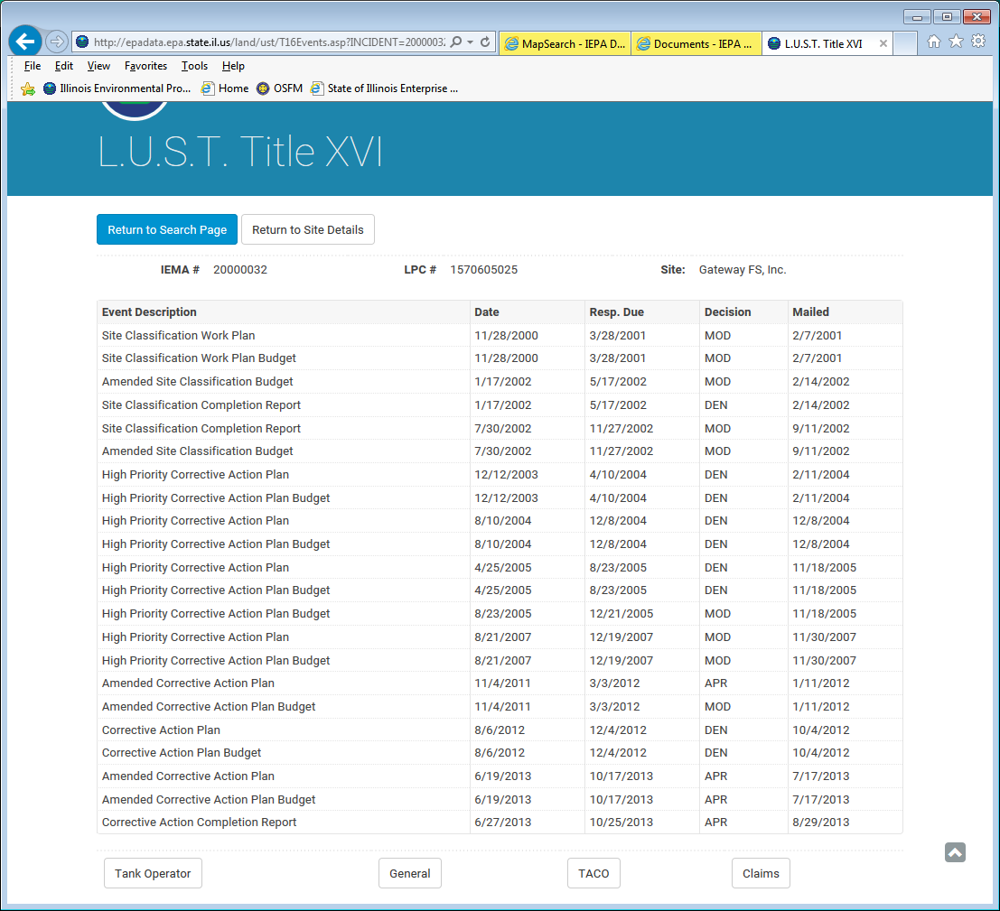 http://epadata.epa.state.il.us/land/ust/T16Events.asp?INCIDENT=2000003
MapSearch - IEPA D...
Documents - IEPA ...
L.U.S.T. Title XVI
File Edit View Favorites Tools Help
Illinois Environmental Pro... Home OSFM State of Illinois Enterprise ...
L.U.S.T. Title XVI
Return to Search Page Return to Site Details
IEMA # 20000032 LPC # 1570605025 Site: Gateway FS, Inc.
Event Description Date Resp. Due Decision Mailed
Site Classification Work Plan 11/28/2000 3/28/2001 MOD 2/7/2001
Site Classification Work Plan Budget 11/28/2000 3/28/2001 MOD 2/7/2001
Amended Site Classification Budget 1/17/2002 5/17/2002 MOD 2/14/2002
Site Classification Completion Report 1/17/2002 5/17/2002 DEN 2/14/2002
Site Classification Completion Report 7/30/2002 11/27/2002 MOD 9/11/2002
Amended Site Classification Budget 7/30/2002 11/27/2002 MOD 9/11/2002
High Priority Corrective Action Plan 12/12/2003 4/10/2004 DEN 2/11/2004
High Priority Corrective Action Plan Budget 12/12/2003 4/10/2004 DEN 2/11/2004
High Priority Corrective Action Plan 8/10/2004 12/8/2004 DEN 12/8/2004
High Priority Corrective Action Plan Budget 8/10/2004 12/8/2004 DEN 12/8/2004
High Priority Corrective Action Plan 4/25/2005 8/23/2005 DEN 11/18/2005
High Priority Corrective Action Plan Budget 4/25/2005 8/23/2005 DEN 11/18/2005
High Priority Corrective Action Plan Budget 8/23/2005 12/21/2005 MOD 11/18/2005
High Priority Corrective Action Plan 8/21/2007 12/19/2007 MOD 11/30/2007
High Priority Corrective Action Plan Budget 8/21/2007 12/19/2007 MOD 11/30/2007
Amended Corrective Action Plan 11/4/2011 3/3/2012 APR 1/11/2012
Amended Corrective Action Plan Budget 11/4/2011 3/3/2012 MOD 1/11/2012
Corrective Action Plan 8/6/2012 12/4/2012 DEN 10/4/2012
Corrective Action Plan Budget 8/6/2012 12/4/2012 DEN 10/4/2012
Amended Corrective Action Plan 6/19/2013 10/17/2013 APR 7/17/2013
Amended Corrective Action Plan Budget 6/19/2013 10/17/2013 APR 7/17/2013
Corrective Action Completion Report 6/27/2013 10/25/2013 APR 8/29/2013
Tank Operator General TACO Claims